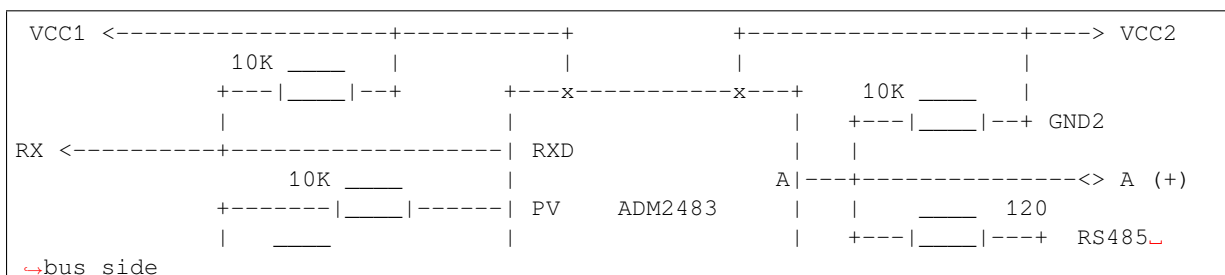 VCC1 <--------------------+-----------+           +--------------------+----> VCC2
10K ____   |           |           |                    |
+---|____|--+       +---x-----------x---+    10K ____   |
|                   |                   |   +---|____|--+ GND2
RX <----------+-------------------| RXD               |   |
10K ____         |                  A|---+---------------<> A (+)
+-------|____|------| PV     ADM2483    |   |    ____  120
|   ____            |                   |   +---|____|---+  RS485␣
↪bus side